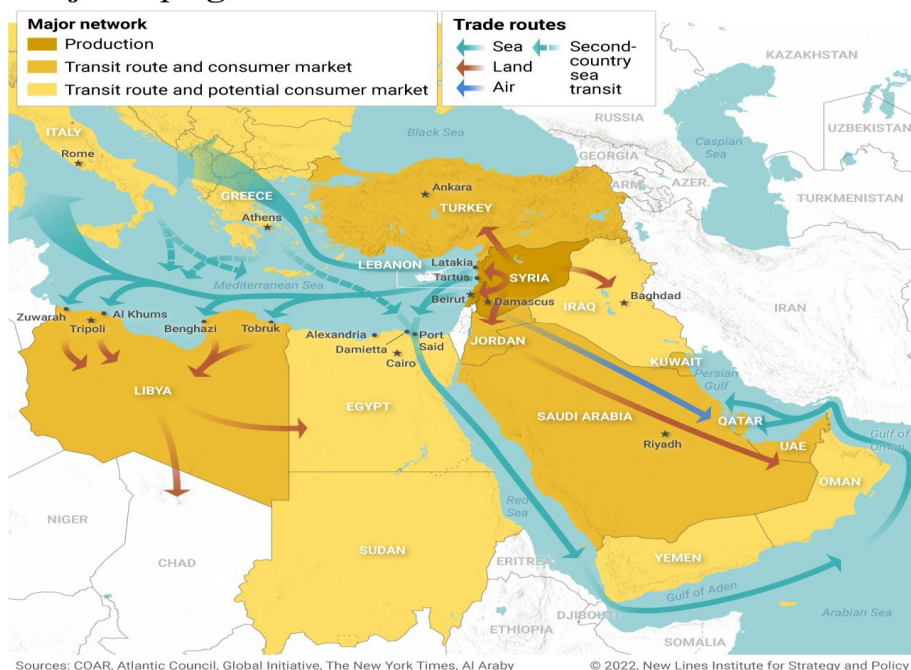 Major network
Production
Transit route and consumer market
Transit route and potential consumer market
Trade routes
Sea
Second-
country
sea
transit
Land
Air
KAZAKHSTAN
RUSSIA
UZBEKISTAN
Black Sea
Caspian
Sea
GEORGIA
ITALY
Rome
ARM.
AZER.
TURKMENISTAN
Ankara
TURKEY
GREECE
Athens
LEBANON
Latakia
Tartus
SYRIA
Mediterranean Sea
Beirut
Damascus
IRAQ
Baghdad
IRAN
Zuwarah
Tripoli
Al Khums
Benghazi
Tobruk
Alexandria
Damietta
Port
Said
Cairo
JORDAN
KUWAIT
Persian
Gulf
LIBYA
EGYPT
SAUDI ARABIA
Riyadh
QATAR
UAE
Gulf of
Oman
OMAN
Red
Sea
NIGER
CHAD
SUDAN
ERITREA
YEMEN
Gulf of Aden
DJIBOUTI
Arabian Sea
ETHIOPIA
SOMALIA
Sources: COAR, Atlantic Council, Global Initiative, The New York Times, Al Araby
© 2022, New Lines Institute for Strategy and Policy